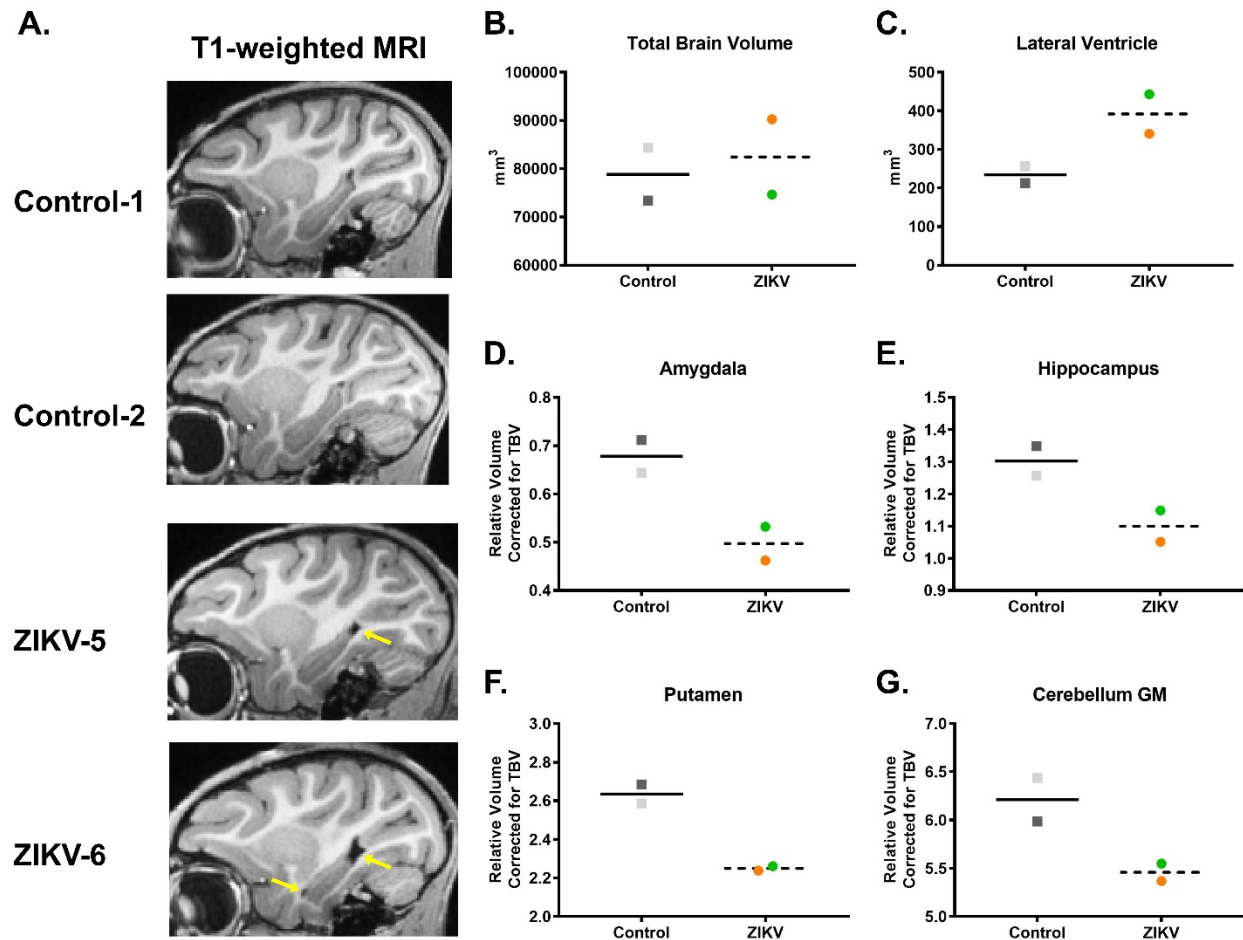 A.
T1-weighted MRI
Control-1
Control-2
ZIKV-5
ZIKV-6
B.
Total Brain Volume
mm³
100000
90000
80000
70000
60000
Control
ZIKV
C.
Lateral Ventricle
mm³
500
400
300
200
100
0
Control
ZIKV
D.
Amygdala
Relative Volume
Corrected for TBV
0.8
0.7
0.6
0.5
0.4
Control
ZIKV
E.
Hippocampus
Relative Volume
Corrected for TBV
1.5
1.4
1.3
1.2
1.1
0.9
Control
ZIKV
F.
Putamen
Relative Volume
Corrected for TBV
3.0
2.8
2.6
2.4
2.2
2.0
Control
ZIKV
G.
Cerebellum GM
Relative Volume
Corrected for TBV
7.0
6.5
6.0
5.5
5.0
Control
ZIKV